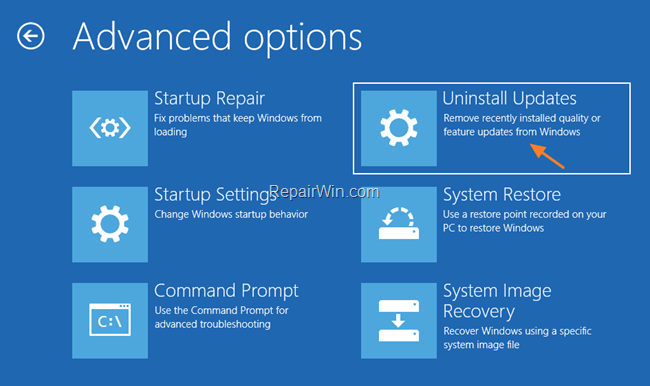 Advanced options
Startup Repair
Fix problems that keep Windows from
loading
Uninstall Updates
Remove recently installed quality or
feature updates from Windows
Startup Settings
Change Windows startup behavior
RepairWin.com
System Restore
Use a restore point recorded on your
PC to restore Windows
C:\
Command Prompt
Use the Command Prompt for
advanced troubleshooting
System Image
Recovery
Recover Windows using a specific
system image file